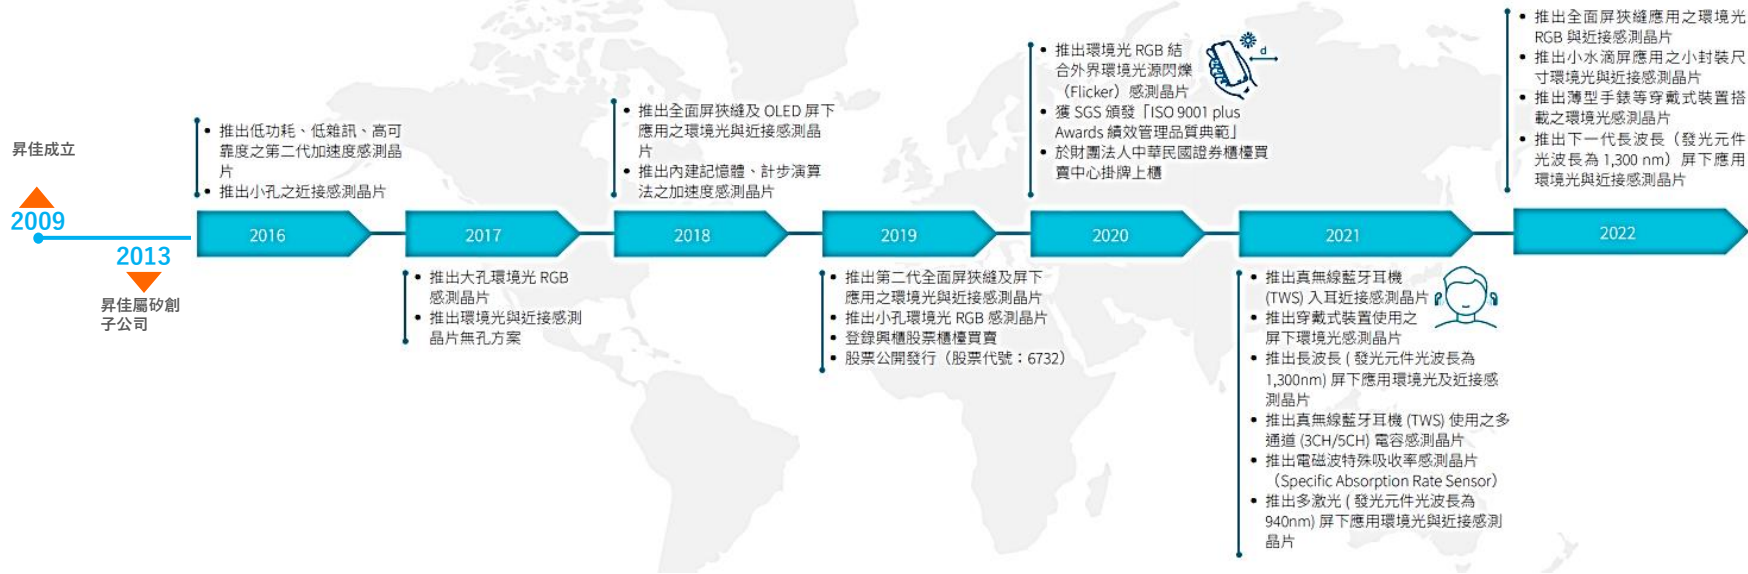 昇佳成立
2009
2013
昇佳屬矽創
子公司
• 推出低功耗、低雜訊、高可
靠度之第二代加速度感測晶
片
• 推出小孔之近接感測晶片
2016
2017
• 推出大孔環境光 RGB
感測晶片
• 推出環境光與近接感測
晶片無孔方案
• 推出全面屏狹縫及 OLED 屏下
應用之環境光與近接感測晶
片
• 推出內建記憶體、計步演算
法之加速度感測晶片
2018
2019
• 推出第二代全面屏狹縫及屏下
應用之環境光與近接感測晶片
• 推出小孔環境光 RGB 感測晶片
• 登錄興櫃股票櫃檯買賣
• 股票公開發行（股票代號：6732）
• 推出環境光 RGB 結
合外界環境光源閃爍
（Flicker）感測晶片
• 獲 SGS 頒發「ISO 9001 plus
Awards 績效管理品質典範」
• 於財團法人中華民國證券櫃檯買
賣中心掛牌上櫃
d
2020
2021
• 推出真無線藍牙耳機
(TWS) 入耳近接感測晶片
• 推出穿戴式裝置使用之
屏下環境光感測晶片
• 推出長波長 ( 發光元件光波長為
1,300nm) 屏下應用環境光及近接感
測晶片
• 推出真無線藍牙耳機 (TWS) 使用之多
通道 (3CH/5CH) 電容感測晶片
• 推出電磁波特殊吸收率感測晶片
（Specific Absorption Rate Sensor）
• 推出多激光 ( 發光元件光波長為
940nm) 屏下應用環境光與近接感測
晶片
• 推出全面屏狹縫應用之環境光
RGB 與近接感測晶片
• 推出小水滴屏應用之小封裝尺
寸環境光與近接感測晶片
• 推出薄型手錶等穿戴式裝置搭
載之環境光感測晶片
• 推出下一代長波長（發光元件
光波長為 1,300 nm）屏下應用
環境光與近接感測晶片
2022